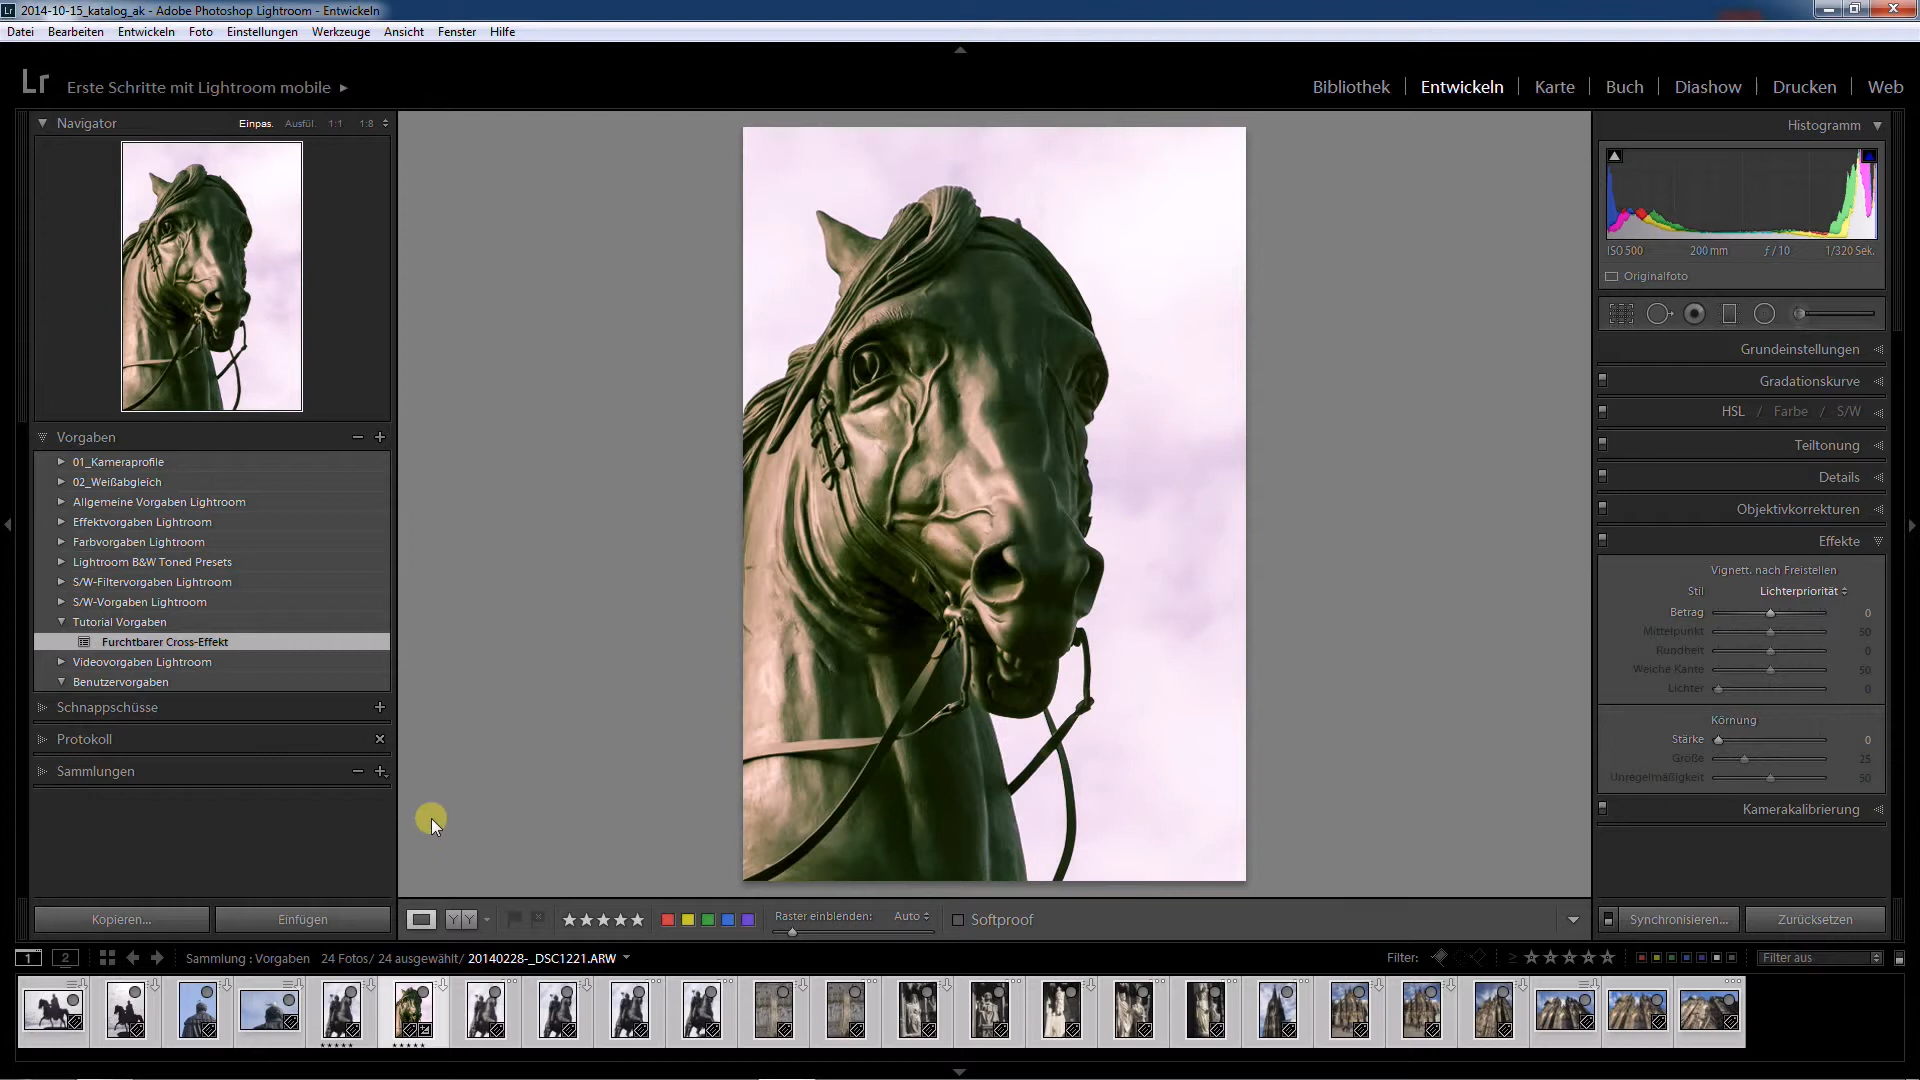 2014-10-15_katalog_ak - Adobe Photoshop Lightroom - Entwickeln
Datei Bearbeiten Entwickeln Foto Einstellungen Werkzeuge Ansicht Fenster Hilfe
Lr Erste Schritte mit Lightroom mobile
Bibliothek Entwickeln Karte Buch Diashow Drucken Web
Navigator Einpas. Ausfül. 1:1 1:8
Histogramm
ISO 500 200 mm ƒ / 10 1/320 Sek.
Originalfoto
Grundeinstellungen
Gradationskurve
HSL / Farbe / S/W
Teiltonung
Details
Objektivkorrekturen
Effekte
Vignett. nach Freistellen
Stil Lichterpriorität
Betrag 0
Mittelpunkt 50
Rundheit 0
Weiche Kante 50
Lichter 0
Körnung
Stärke 0
Größe 25
Unregelmäßigkeit 50
Kamerakalibrierung
Vorgaben
01_Kameraprofile
02_Weißabgleich
Allgemeine Vorgaben Lightroom
Effektvorgaben Lightroom
Farbvorgaben Lightroom
Lightroom B&W Toned Presets
S/W-Filtervorgaben Lightroom
S/W-Vorgaben Lightroom
Tutorial Vorgaben
Furchtbarer Cross-Effekt
Videovorgaben Lightroom
Benutzervorgaben
Schnappschüsse
Protokoll
Sammlungen
Kopieren... Einfügen
Y Y Raster einblenden: Auto Softproof
Synchronisieren... Zurücksetzen
1 2 Sammlung : Vorgaben 24 Fotos/ 24 ausgewählt/ 20140228-_DSC1221.ARW Filter: ≥ Filter aus